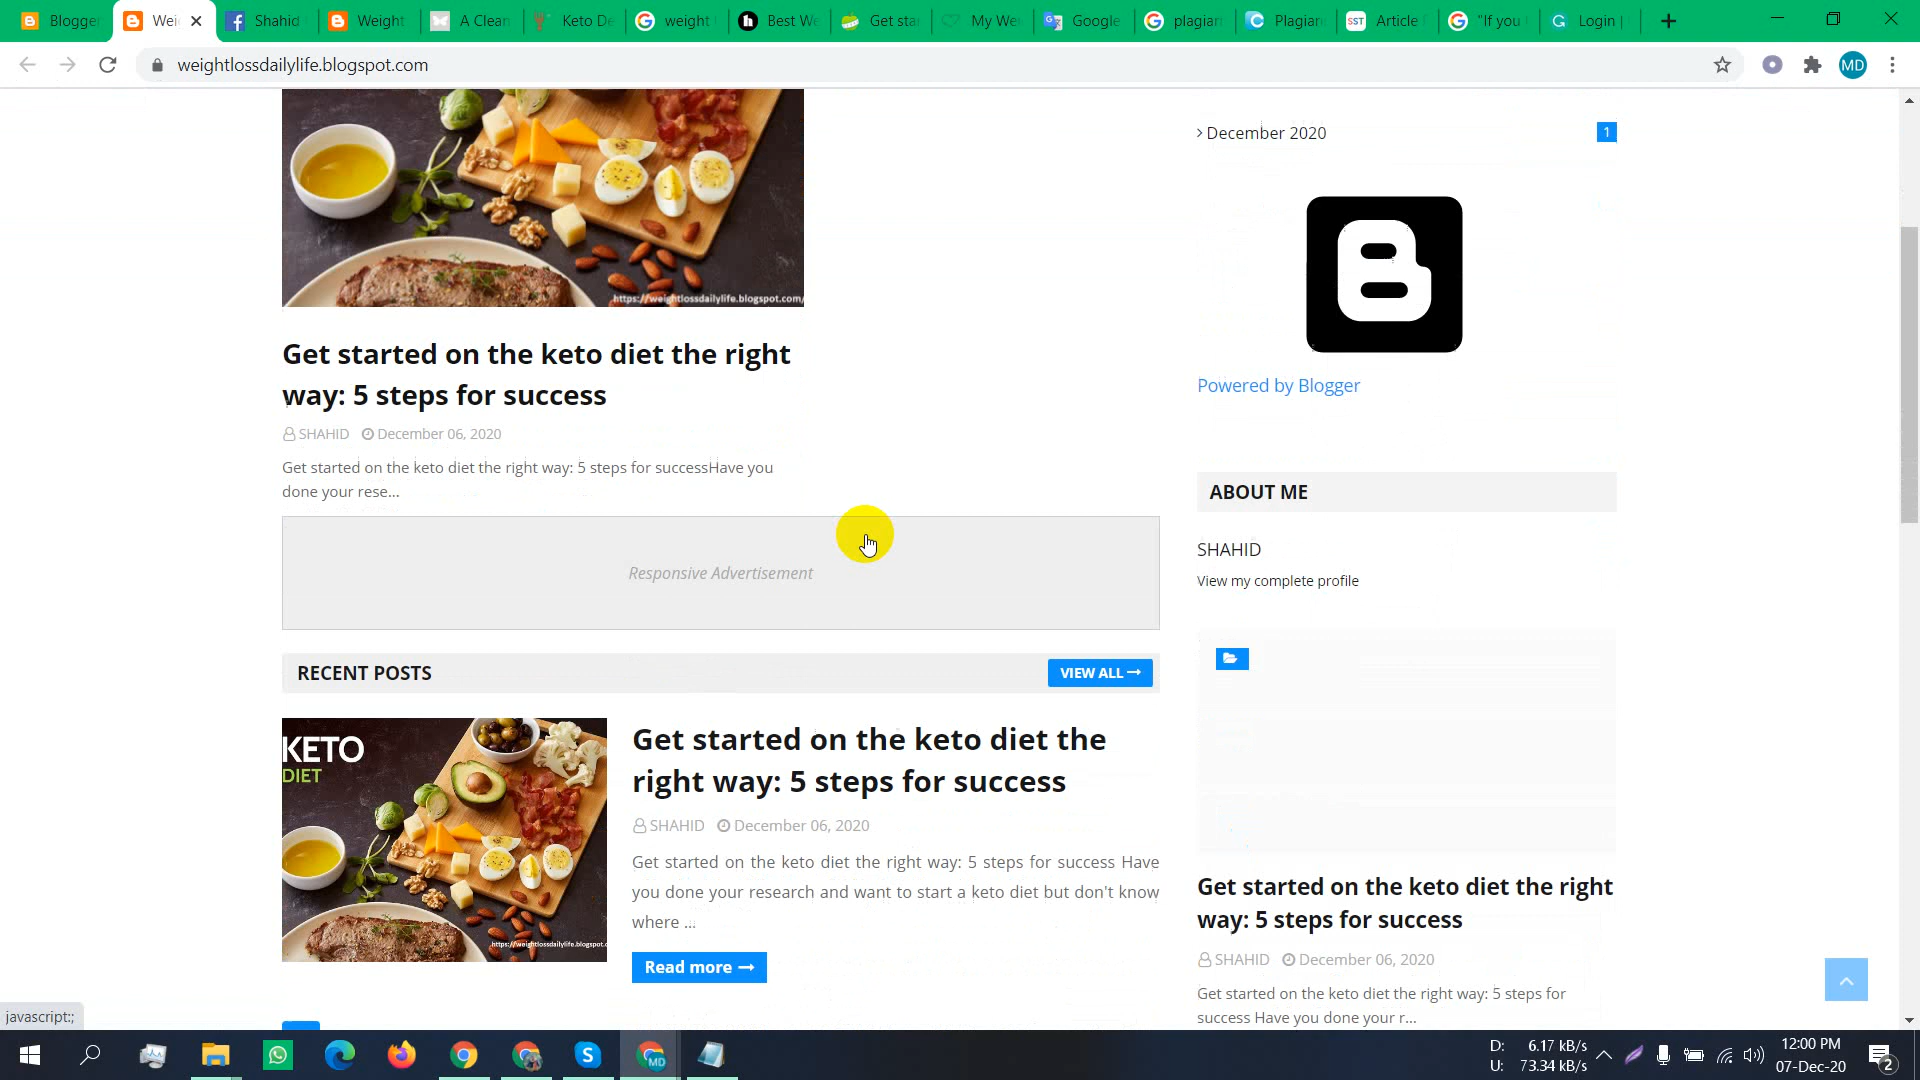 Blogger
Wei
Shahid
Weight
A Clean
Keto De
weight
Best We
Get star
My We
Google
plagiari
Plagiar
SST
Article
"If you
Login |
weightlossdailylife.blogspot.com
MD
https://weightlossdailylife.blogspot.com/
Get started on the keto diet the right
way: 5 steps for success
SHAHID December 06, 2020
Get started on the keto diet the right way: 5 steps for successHave you
done your rese...
Responsive Advertisement
RECENT POSTS
VIEW ALL
KETO
DIET
https://weightlossdailylife.blogspot.c
Get started on the keto diet the
right way: 5 steps for success
SHAHID December 06, 2020
Get started on the keto diet the right way: 5 steps for success Have
you done your research and want to start a keto diet but don't know
where ...
Read more
December 2020
1
Powered by Blogger
ABOUT ME
SHAHID
View my complete profile
Get started on the keto diet the right
way: 5 steps for success
SHAHID December 06, 2020
Get started on the keto diet the right way: 5 steps for
success Have you done your r...
javascript:;
MD
D: 6.17 kB/s
U: 73.34 kB/s
12:00 PM
07-Dec-20
2